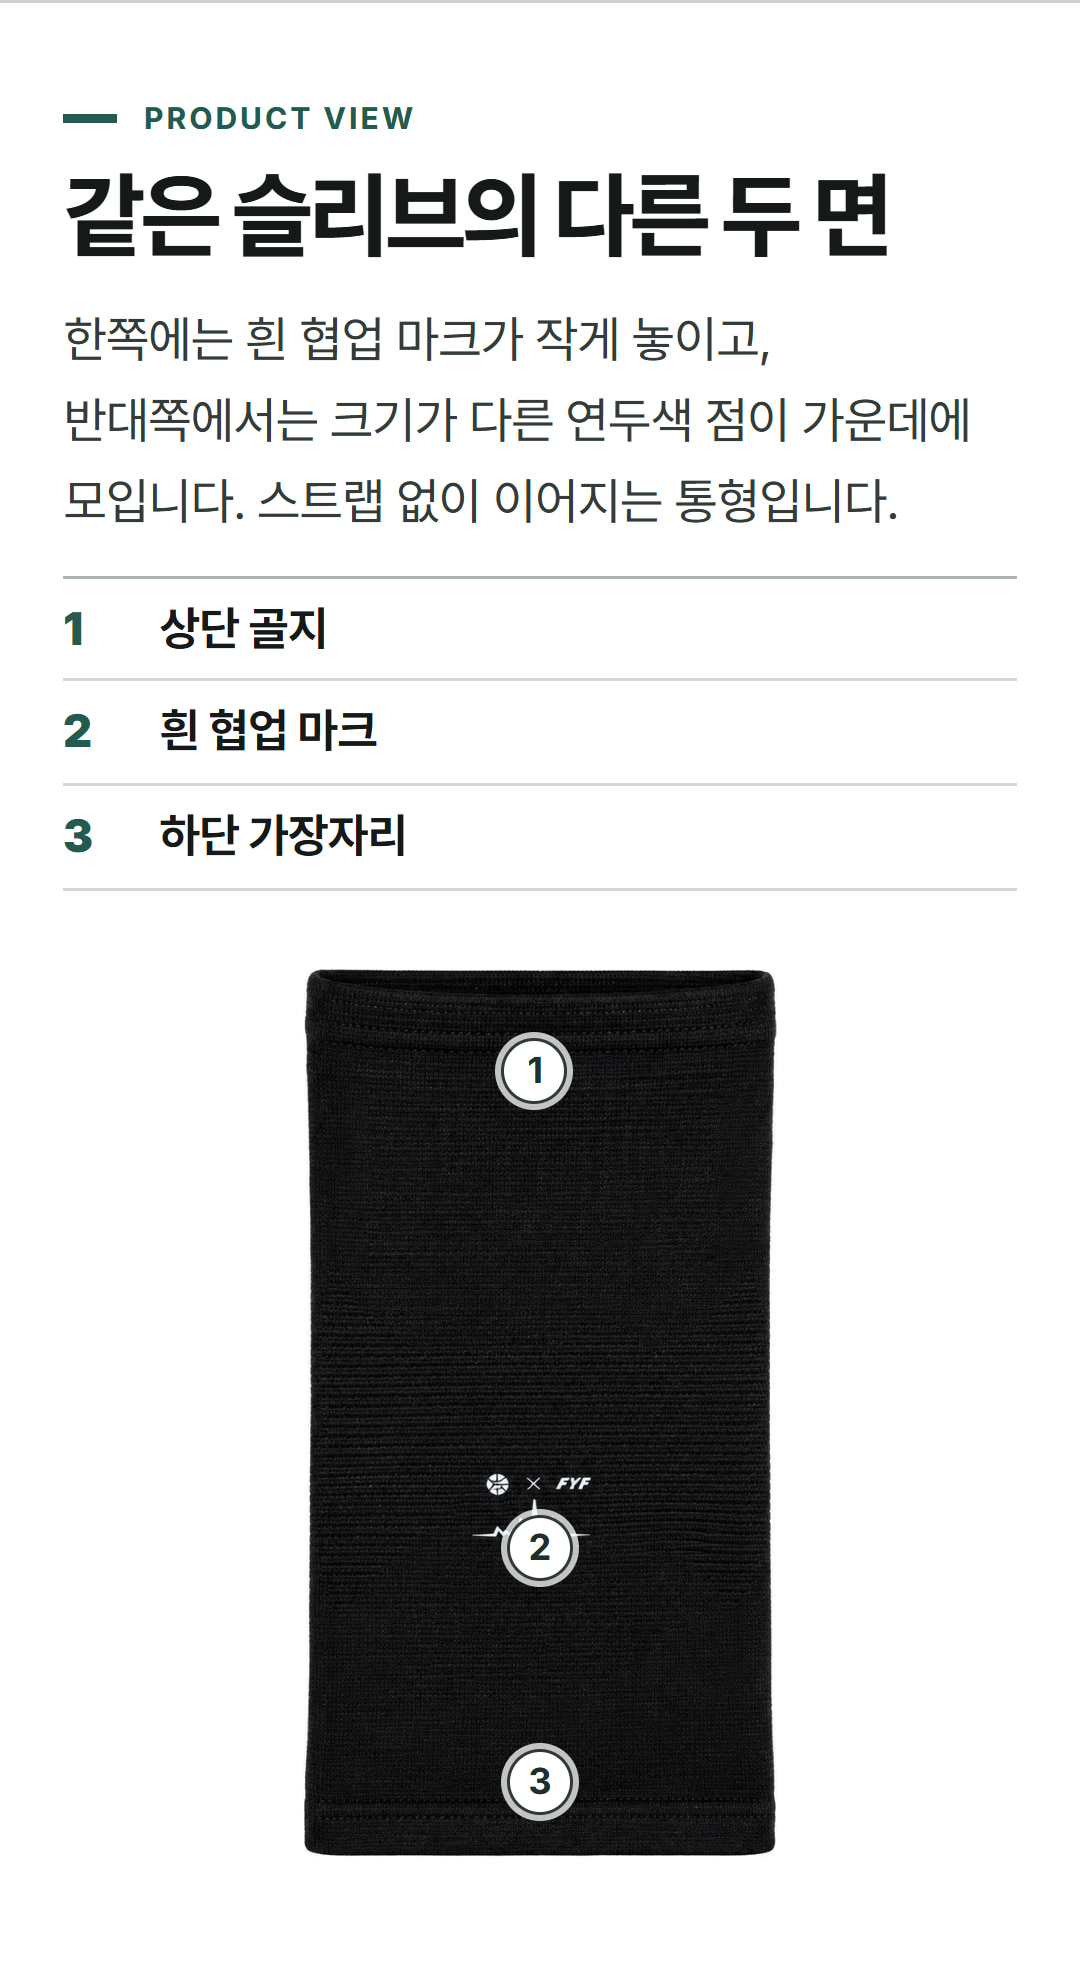 PRODUCT VIEW
같은 슬리브의 다른 두 면
한쪽에는 흰 협업 마크가 작게 놓이고,
반대쪽에서는 크기가 다른 연두색 점이 가운데에
모입니다. 스트랩 없이 이어지는 통형입니다.
1 상단 골지
2 흰 협업 마크
3 하단 가장자리
1
× FYF
2
3